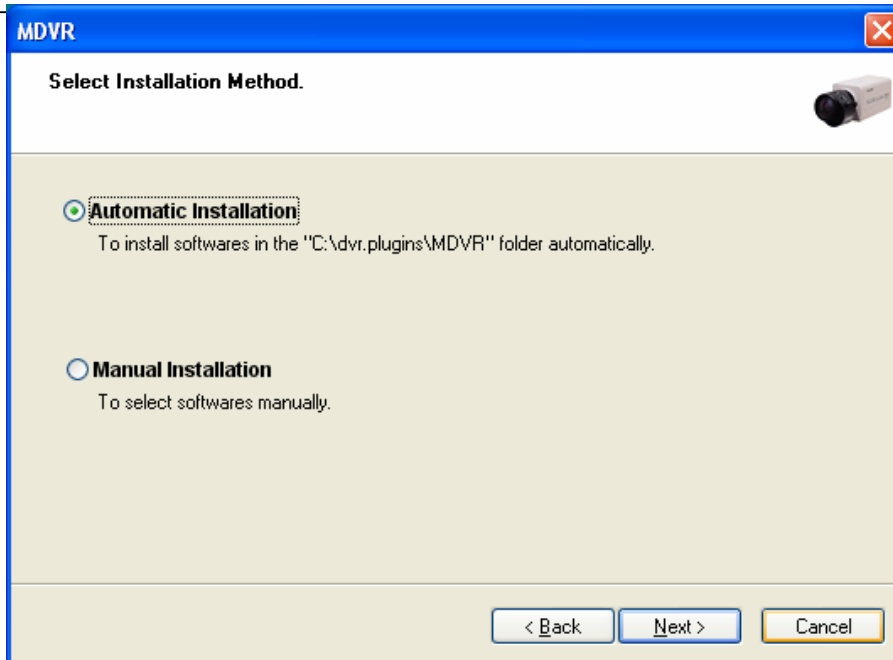 MDVR
Select Installation Method.
Automatic Installation
To install softwares in the "C:\dvr.plugins\MDVR" folder automatically.
Manual Installation
To select softwares manually.
< Back
Next >
Cancel